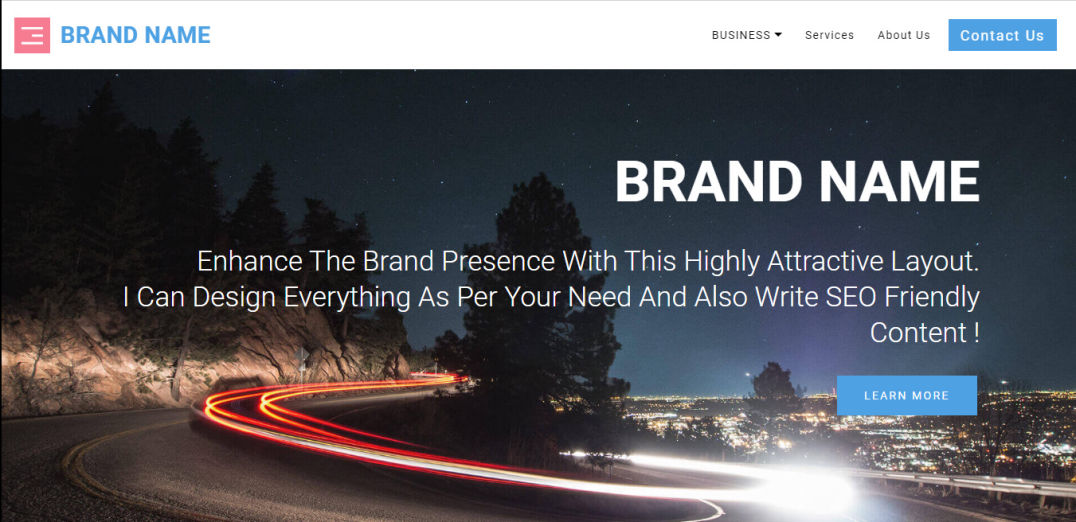 BRAND NAME
BUSINESS
Services
About Us
Contact Us
BRAND NAME
Enhance The Brand Presence With This Highly Attractive Layout.
I Can Design Everything As Per Your Need And Also Write SEO Friendly
Content !
LEARN MORE